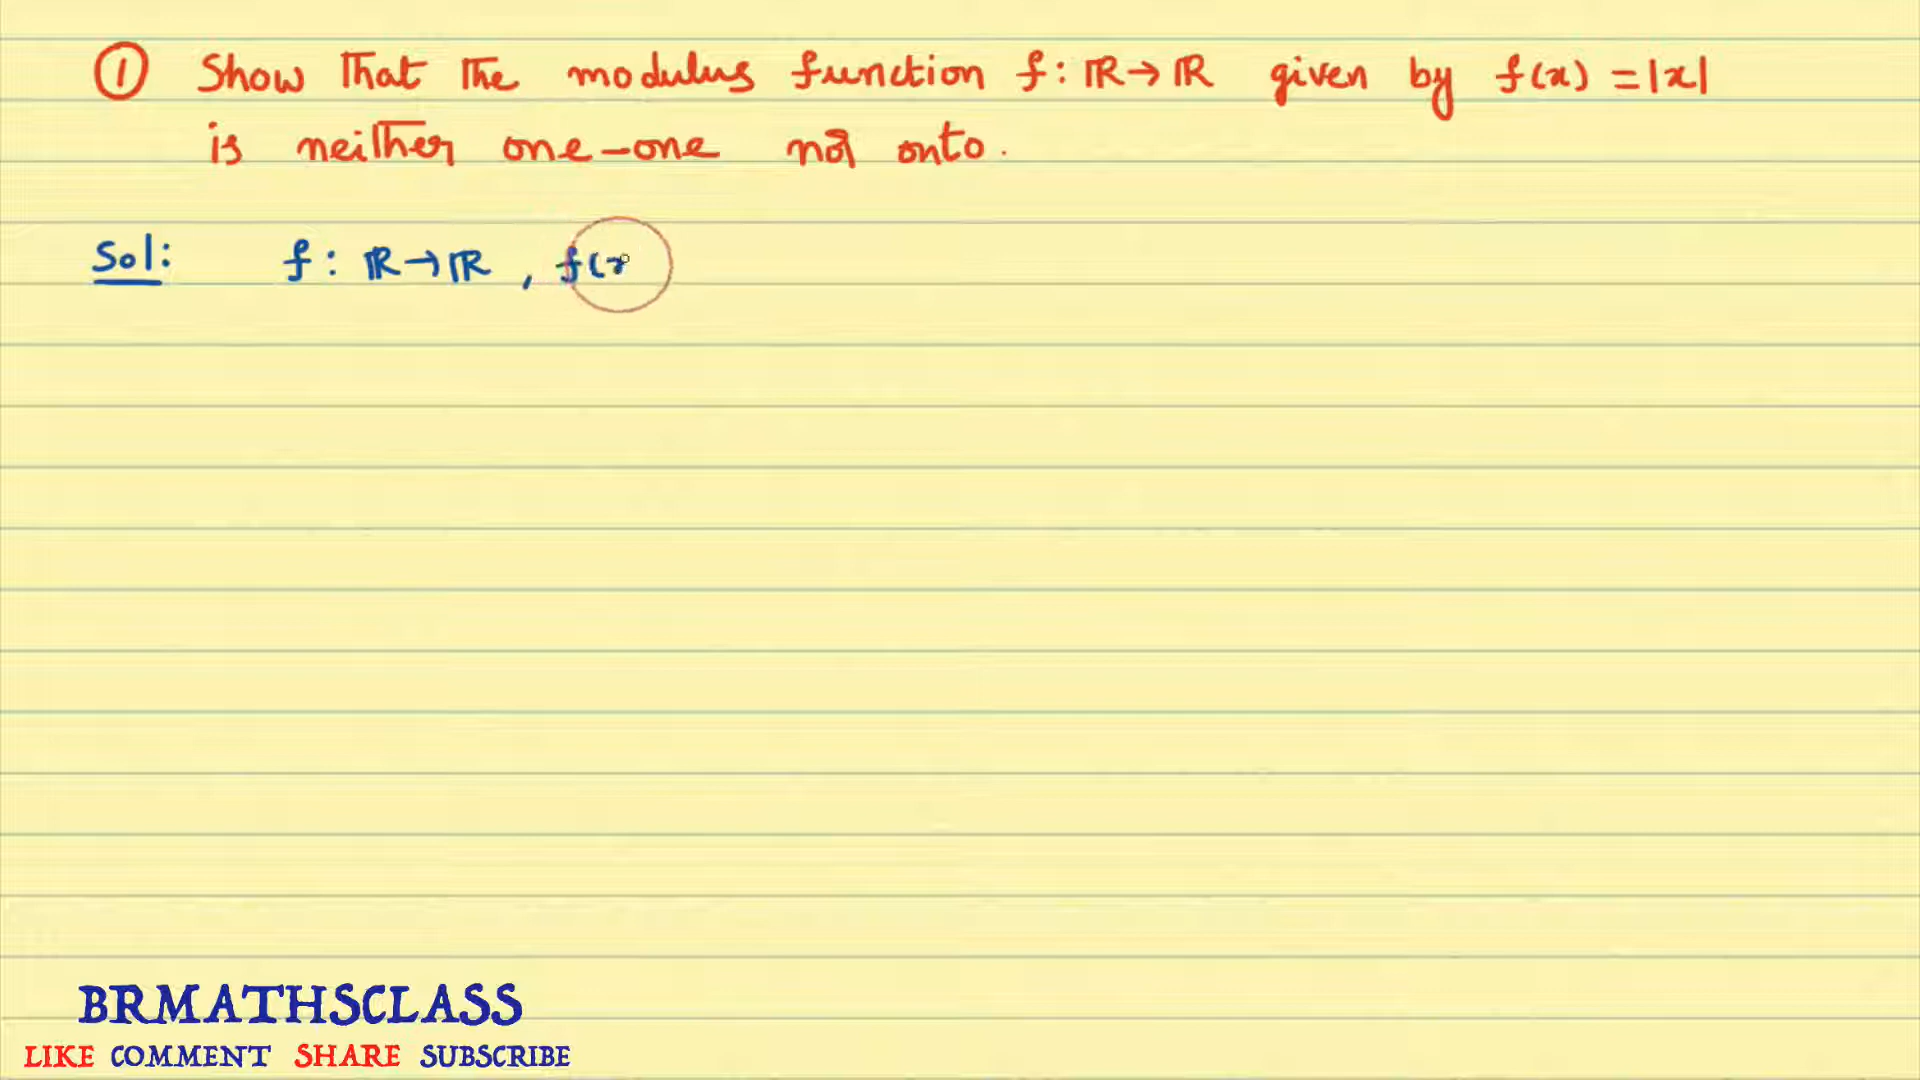 ① Show that the modulus function f : ℝ → ℝ given by f(x) = |x|
is neither one-one nor onto.
Sol: f : ℝ → ℝ , f(x
BRMATHSCLASS
LIKE COMMENT SHARE SUBSCRIBE